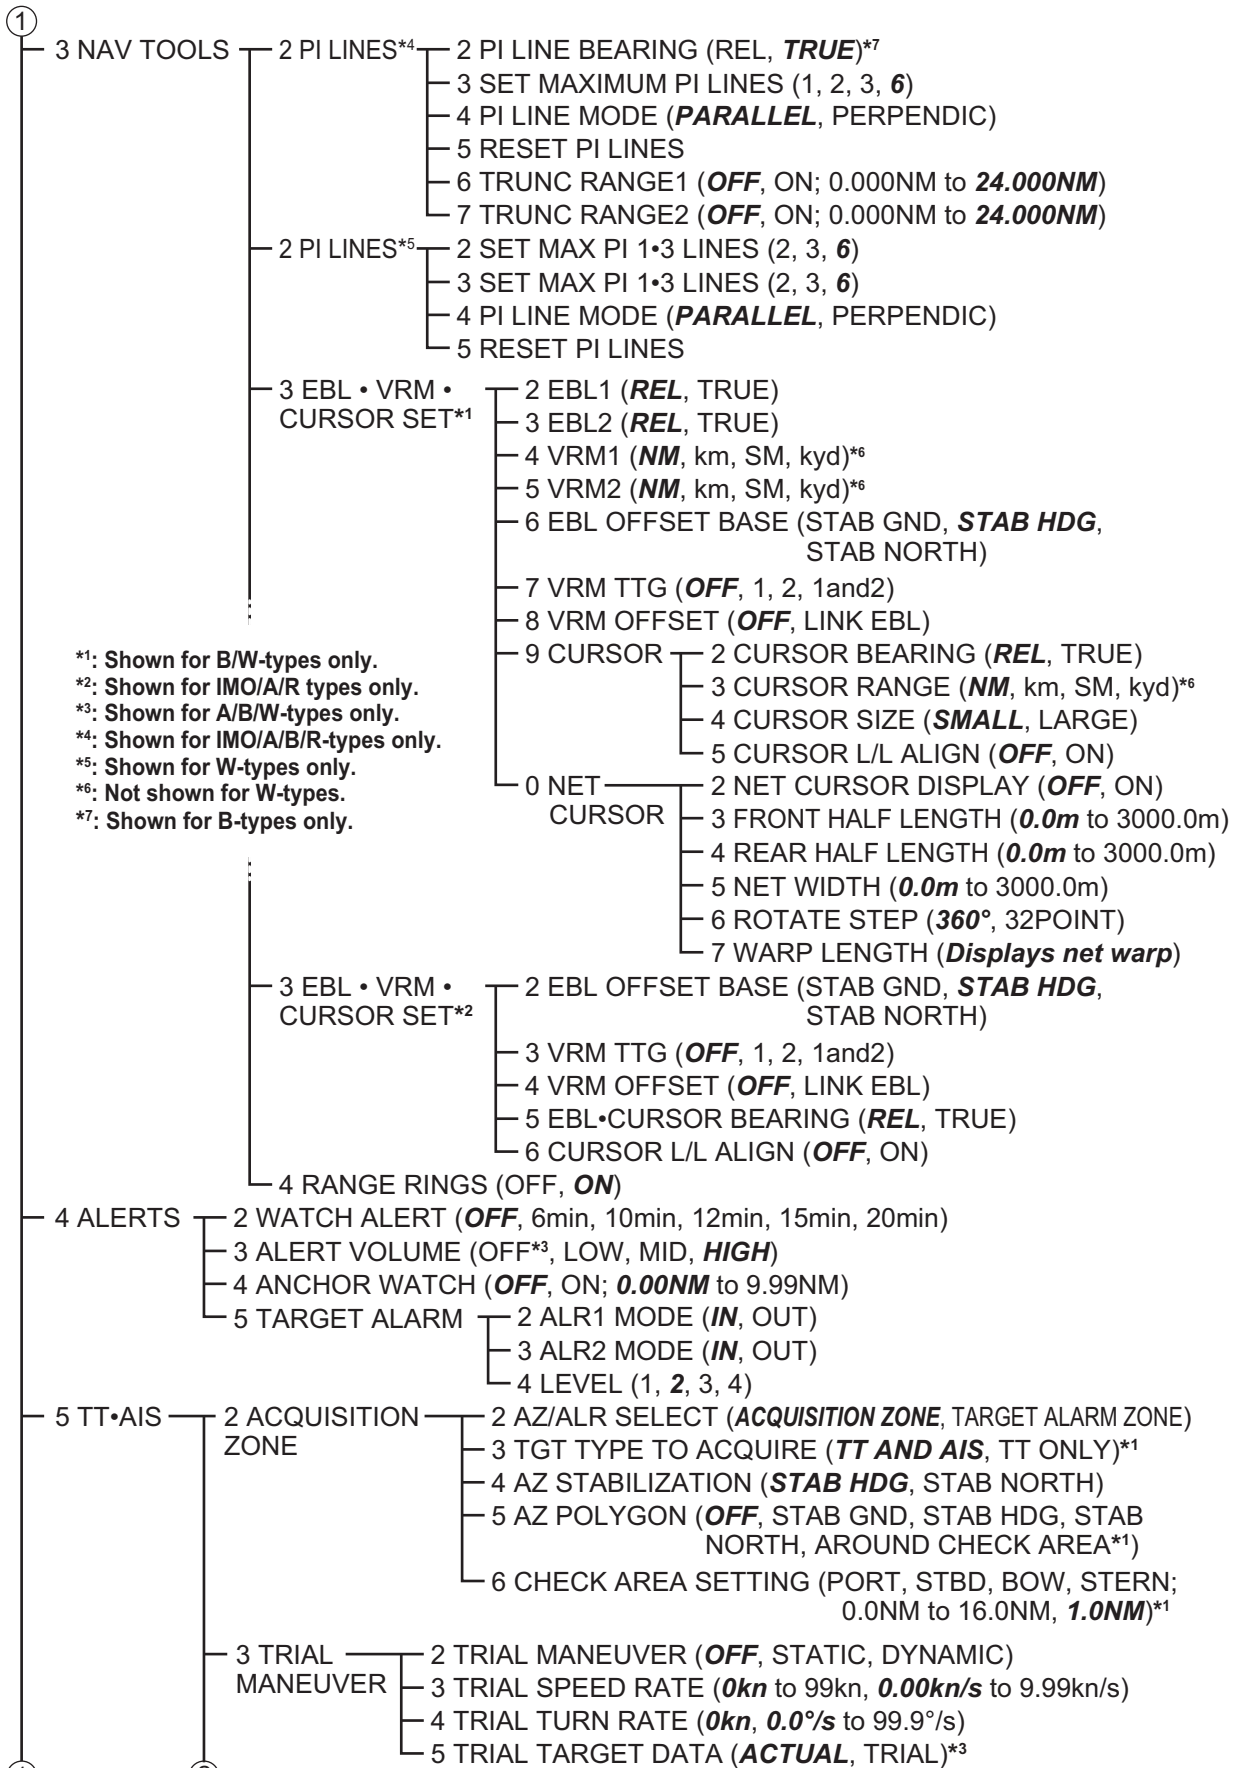 1
3 NAV TOOLS
2 PI LINES*4
2 PI LINE BEARING (REL, TRUE)*7
3 SET MAXIMUM PI LINES (1, 2, 3, 6)
4 PI LINE MODE (PARALLEL, PERPENDIC)
5 RESET PI LINES
6 TRUNC RANGE1 (OFF, ON; 0.000NM to 24.000NM)
7 TRUNC RANGE2 (OFF, ON; 0.000NM to 24.000NM)
2 PI LINES*5
2 SET MAX PI 1•3 LINES (2, 3, 6)
3 SET MAX PI 1•3 LINES (2, 3, 6)
4 PI LINE MODE (PARALLEL, PERPENDIC)
5 RESET PI LINES
3 EBL • VRM •
CURSOR SET*1
2 EBL1 (REL, TRUE)
3 EBL2 (REL, TRUE)
4 VRM1 (NM, km, SM, kyd)*6
5 VRM2 (NM, km, SM, kyd)*6
6 EBL OFFSET BASE (STAB GND, STAB HDG,
STAB NORTH)
7 VRM TTG (OFF, 1, 2, 1and2)
8 VRM OFFSET (OFF, LINK EBL)
9 CURSOR
2 CURSOR BEARING (REL, TRUE)
3 CURSOR RANGE (NM, km, SM, kyd)*6
4 CURSOR SIZE (SMALL, LARGE)
5 CURSOR L/L ALIGN (OFF, ON)
0 NET
CURSOR
2 NET CURSOR DISPLAY (OFF, ON)
3 FRONT HALF LENGTH (0.0m to 3000.0m)
4 REAR HALF LENGTH (0.0m to 3000.0m)
5 NET WIDTH (0.0m to 3000.0m)
6 ROTATE STEP (360°, 32POINT)
7 WARP LENGTH (Displays net warp)
*1: Shown for B/W-types only.
*2: Shown for IMO/A/R types only.
*3: Shown for A/B/W-types only.
*4: Shown for IMO/A/B/R-types only.
*5: Shown for W-types only.
*6: Not shown for W-types.
*7: Shown for B-types only.
3 EBL • VRM •
CURSOR SET*2
2 EBL OFFSET BASE (STAB GND, STAB HDG,
STAB NORTH)
3 VRM TTG (OFF, 1, 2, 1and2)
4 VRM OFFSET (OFF, LINK EBL)
5 EBL•CURSOR BEARING (REL, TRUE)
6 CURSOR L/L ALIGN (OFF, ON)
4 RANGE RINGS (OFF, ON)
4 ALERTS
2 WATCH ALERT (OFF, 6min, 10min, 12min, 15min, 20min)
3 ALERT VOLUME (OFF*3, LOW, MID, HIGH)
4 ANCHOR WATCH (OFF, ON; 0.00NM to 9.99NM)
5 TARGET ALARM
2 ALR1 MODE (IN, OUT)
3 ALR2 MODE (IN, OUT)
4 LEVEL (1, 2, 3, 4)
5 TT•AIS
2 ACQUISITION
ZONE
2 AZ/ALR SELECT (ACQUISITION ZONE, TARGET ALARM ZONE)
3 TGT TYPE TO ACQUIRE (TT AND AIS, TT ONLY)*1
4 AZ STABILIZATION (STAB HDG, STAB NORTH)
5 AZ POLYGON (OFF, STAB GND, STAB HDG, STAB
NORTH, AROUND CHECK AREA*1)
6 CHECK AREA SETTING (PORT, STBD, BOW, STERN;
0.0NM to 16.0NM, 1.0NM)*1
3 TRIAL
MANEUVER
2 TRIAL MANEUVER (OFF, STATIC, DYNAMIC)
3 TRIAL SPEED RATE (0kn to 99kn, 0.00kn/s to 9.99kn/s)
4 TRIAL TURN RATE (0kn, 0.0°/s to 99.9°/s)
5 TRIAL TARGET DATA (ACTUAL, TRIAL)*3